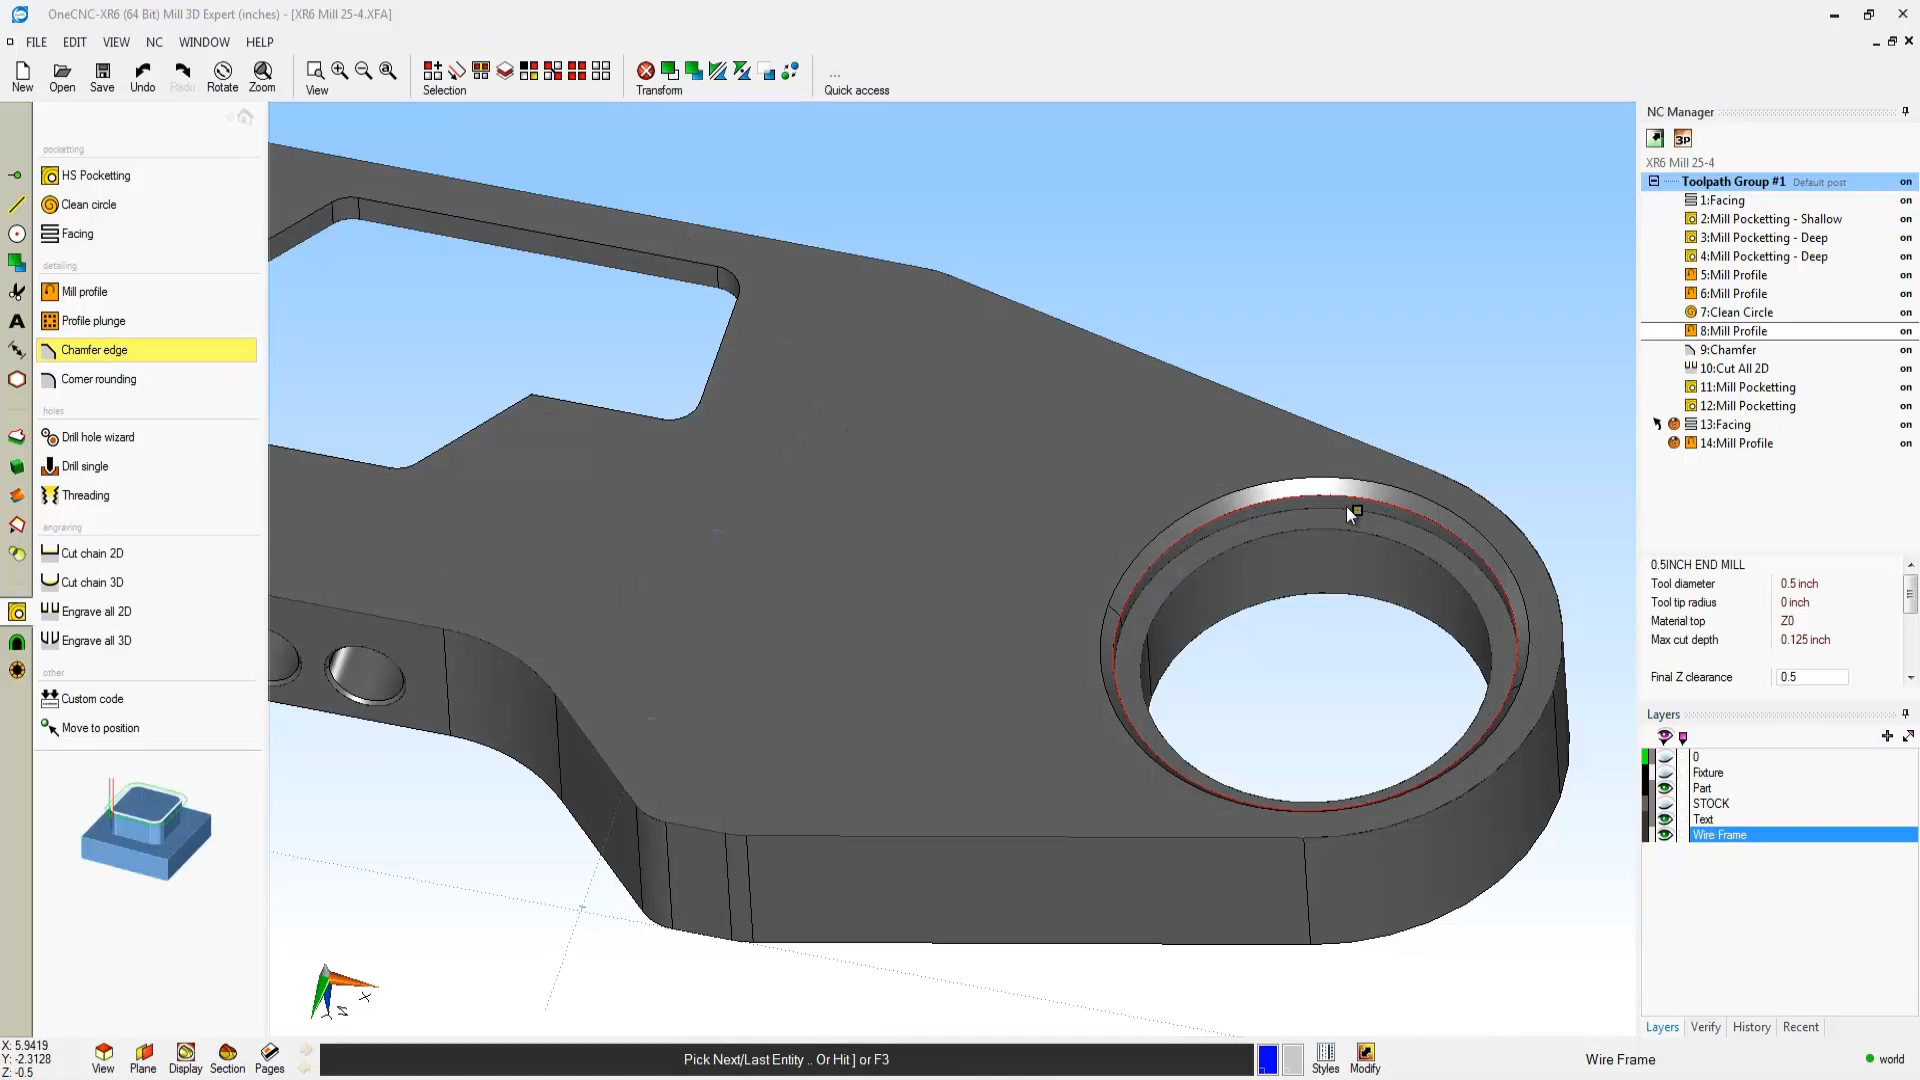 OneCNC-XR6 (64 Bit) Mill 3D Expert (inches) - [XR6 Mill 25-4.XFA]
FILE EDIT VIEW NC WINDOW HELP
New Open Save Undo Redo Rotate Zoom View Selection Transform ... Quick access
pocketting
HS Pocketting
Clean circle
Facing
detailing
Mill profile
Profile plunge
Chamfer edge
Corner rounding
holes
Drill hole wizard
Drill single
Threading
engraving
Cut chain 2D
Cut chain 3D
Engrave all 2D
Engrave all 3D
other
Custom code
Move to position
X
Z
NC Manager
3P
XR6 Mill 25-4
Toolpath Group #1 Default post on
1:Facing on
2:Mill Pocketting - Shallow on
3:Mill Pocketting - Deep on
4:Mill Pocketting - Deep on
5:Mill Profile on
6:Mill Profile on
7:Clean Circle on
8:Mill Profile on
9:Chamfer on
10:Cut All 2D on
11:Mill Pocketting on
12:Mill Pocketting on
13:Facing on
14:Mill Profile on
0.5INCH END MILL
Tool diameter 0.5 inch
Tool tip radius 0 inch
Material top Z0
Max cut depth 0.125 inch
Final Z clearance 0.5
Layers
0
Fixture
Part
STOCK
Text
Wire Frame
Layers Verify History Recent
X: 5.9419
Y: -2.3128
Z: -0.5
View Plane Display Section Pages
Pick Next/Last Entity .. Or Hit ] or F3
Styles Modify
Wire Frame
world